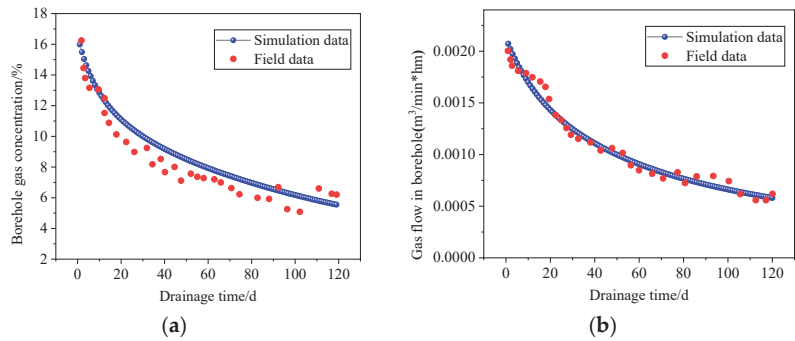 18
16
14
12
10
8
6
4
2
0 20 40 60 80 100 120
Borehole gas concentration/%
Drainage time/d
Simulation data
Field data
(a)
0.0020
0.0015
0.0010
0.0005
0.0000
0 20 40 60 80 100 120
Gas flow in borehole(m³/min*hm)
Drainage time/d
Simulation data
Field data
(b)